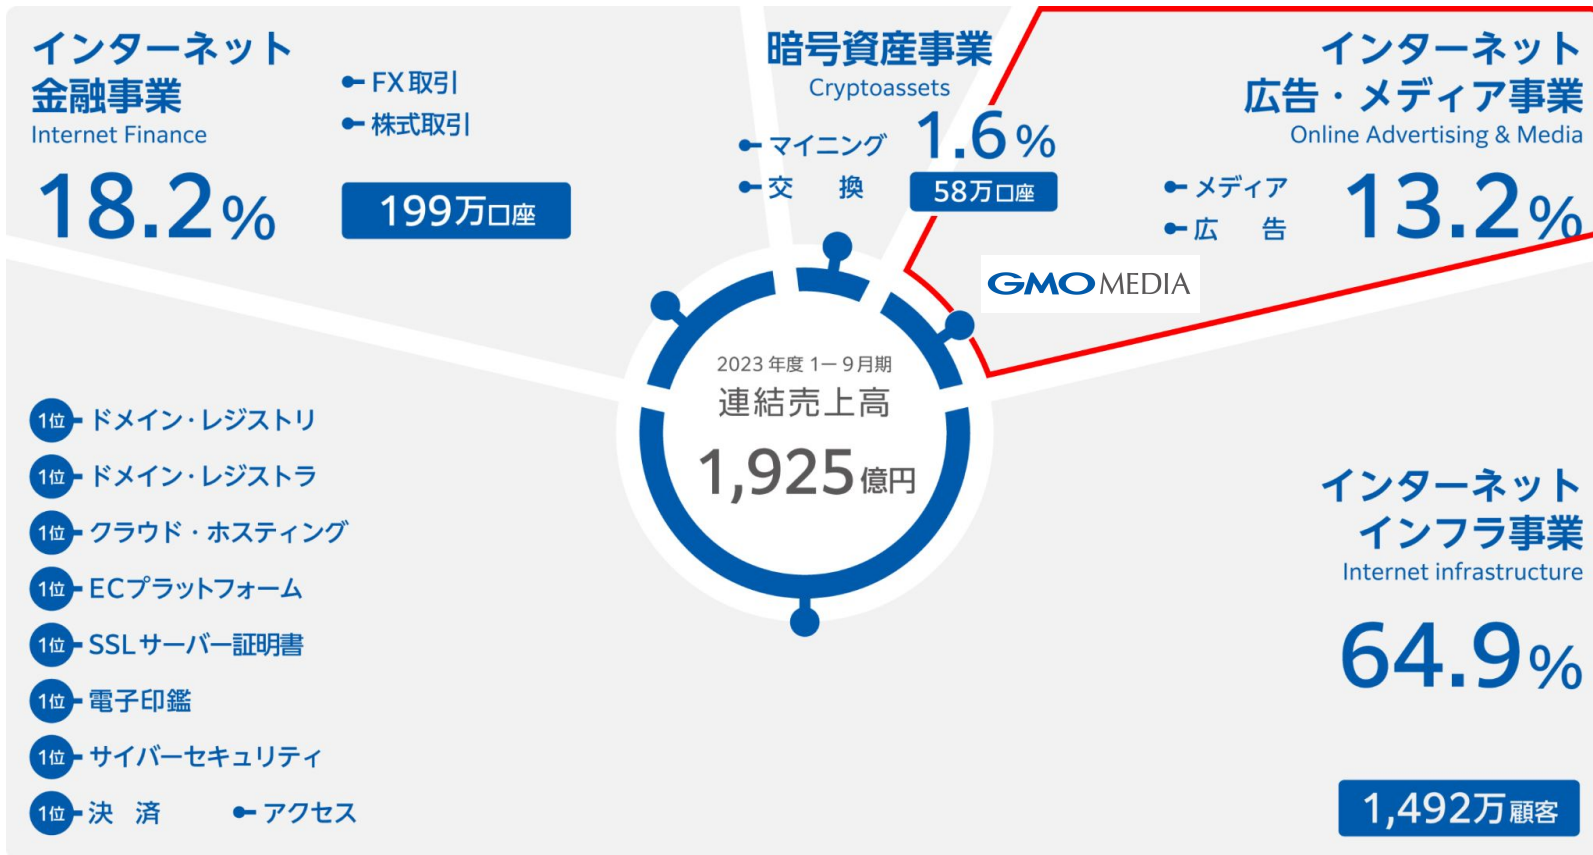 インターネット
金融事業
Internet Finance
18.2%
FX取引
株式取引
199万口座
暗号資産事業
Cryptoassets
マイニング
交　換
1.6%
58万口座
インターネット
広告・メディア事業
Online Advertising & Media
メディア
広　告
13.2%
GMO MEDIA
2023年度 1－9月期
連結売上高
1,925億円
1位 ドメイン・レジストリ
1位 ドメイン・レジストラ
1位 クラウド・ホスティング
1位 ECプラットフォーム
1位 SSLサーバー証明書
1位 電子印鑑
1位 サイバーセキュリティ
1位 決　済　アクセス
インターネット
インフラ事業
Internet infrastructure
64.9%
1,492万顧客